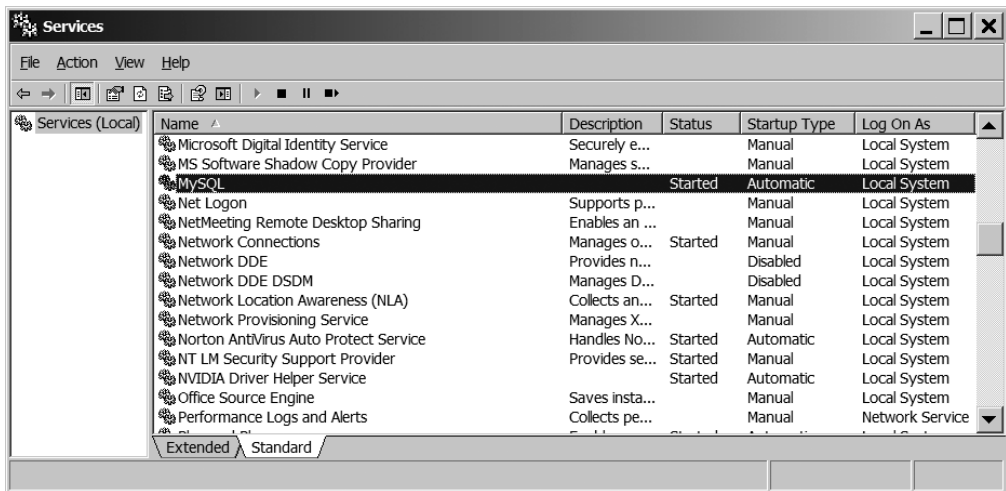 Services
File Action View Help
Services (Local)
Name Description Status Startup Type Log On As
Microsoft Digital Identity Service Securely e... Manual Local System
MS Software Shadow Copy Provider Manages s... Manual Local System
MySQL Started Automatic Local System
Net Logon Supports p... Manual Local System
NetMeeting Remote Desktop Sharing Enables an ... Manual Local System
Network Connections Manages o... Started Manual Local System
Network DDE Provides n... Disabled Local System
Network DDE DSDM Manages D... Disabled Local System
Network Location Awareness (NLA) Collects an... Started Manual Local System
Network Provisioning Service Manages X... Manual Local System
Norton AntiVirus Auto Protect Service Handles No... Started Automatic Local System
NT LM Security Support Provider Provides se... Started Manual Local System
NVIDIA Driver Helper Service Started Automatic Local System
Office Source Engine Saves insta... Manual Local System
Performance Logs and Alerts Collects pe... Manual Network Service
Extended Standard